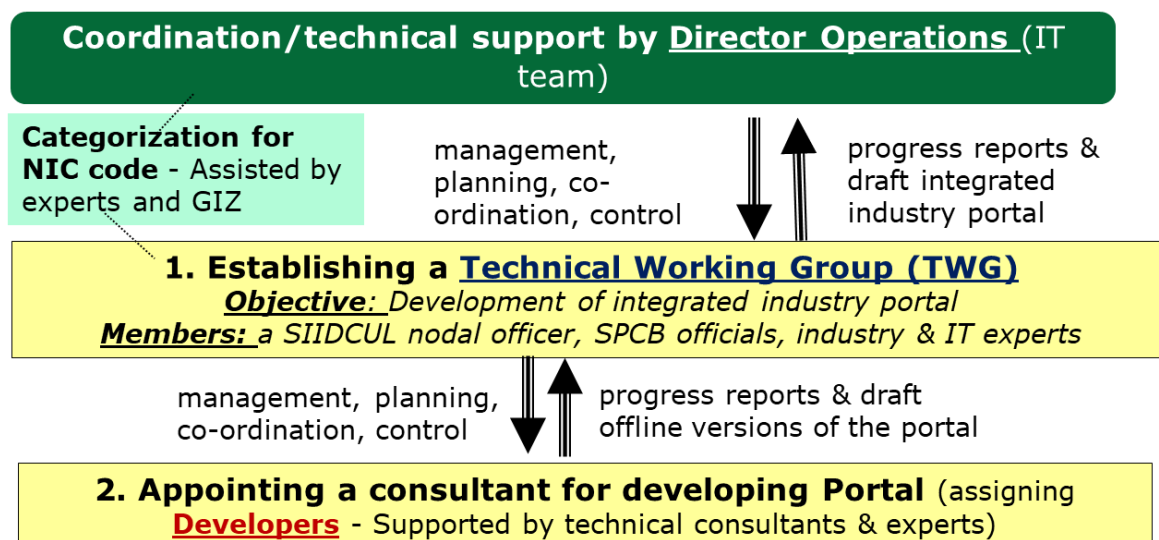 Coordination/technical support by Director Operations (IT
team)
Categorization for
NIC code - Assisted by
experts and GIZ
management,
planning, co-
ordination, control
progress reports &
draft integrated
industry portal
1. Establishing a Technical Working Group (TWG)
Objective: Development of integrated industry portal
Members: a SIIDCUL nodal officer, SPCB officials, industry & IT experts
management, planning,
co-ordination, control
progress reports & draft
offline versions of the portal
2. Appointing a consultant for developing Portal (assigning
Developers - Supported by technical consultants & experts)